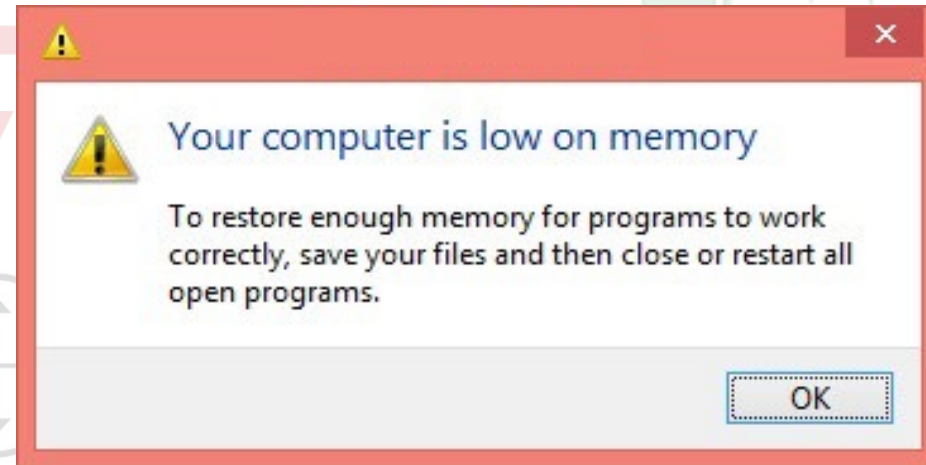 Your computer is low on memory
To restore enough memory for programs to work
correctly, save your files and then close or restart all
open programs.
OK